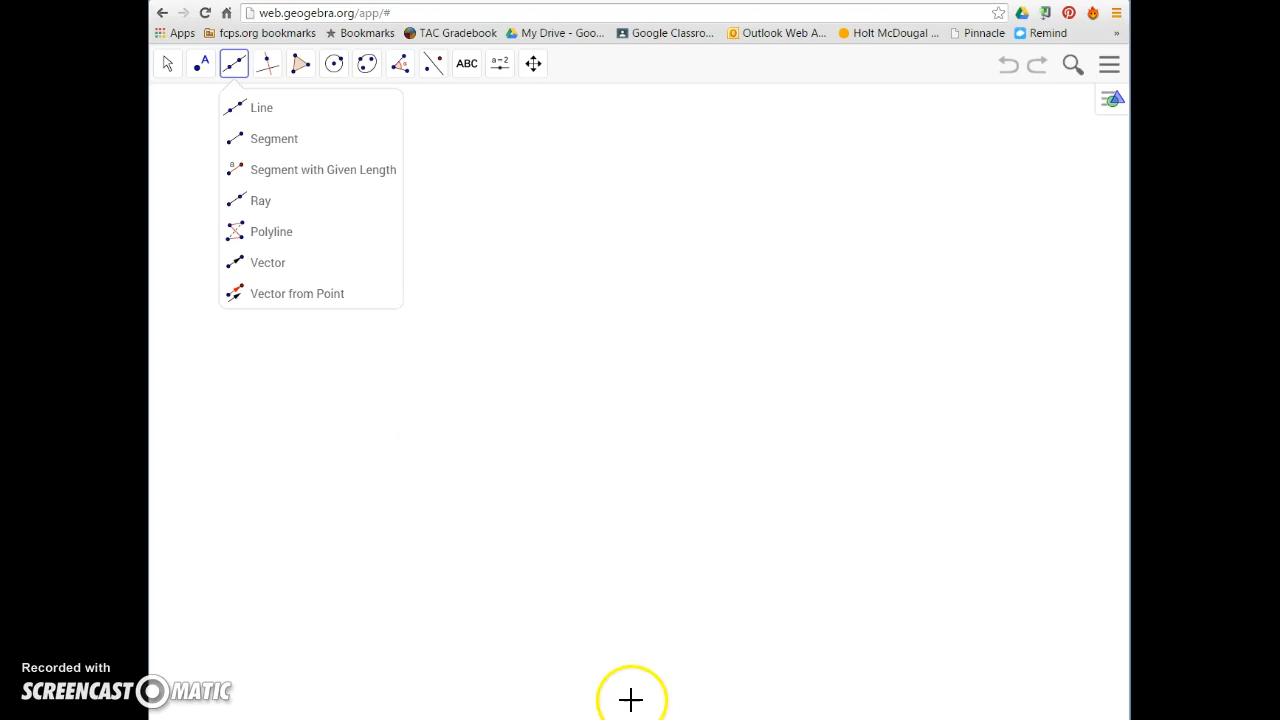 web.geogebra.org/app/#
Apps fcps.org bookmarks Bookmarks TAC Gradebook My Drive - Goo... Google Classro... Outlook Web A... Holt McDougal ... Pinnacle Remind »
A ABC a=2
Line
Segment
a Segment with Given Length
Ray
Polyline
Vector
Vector from Point
Recorded with
SCREENCAST O MATIC